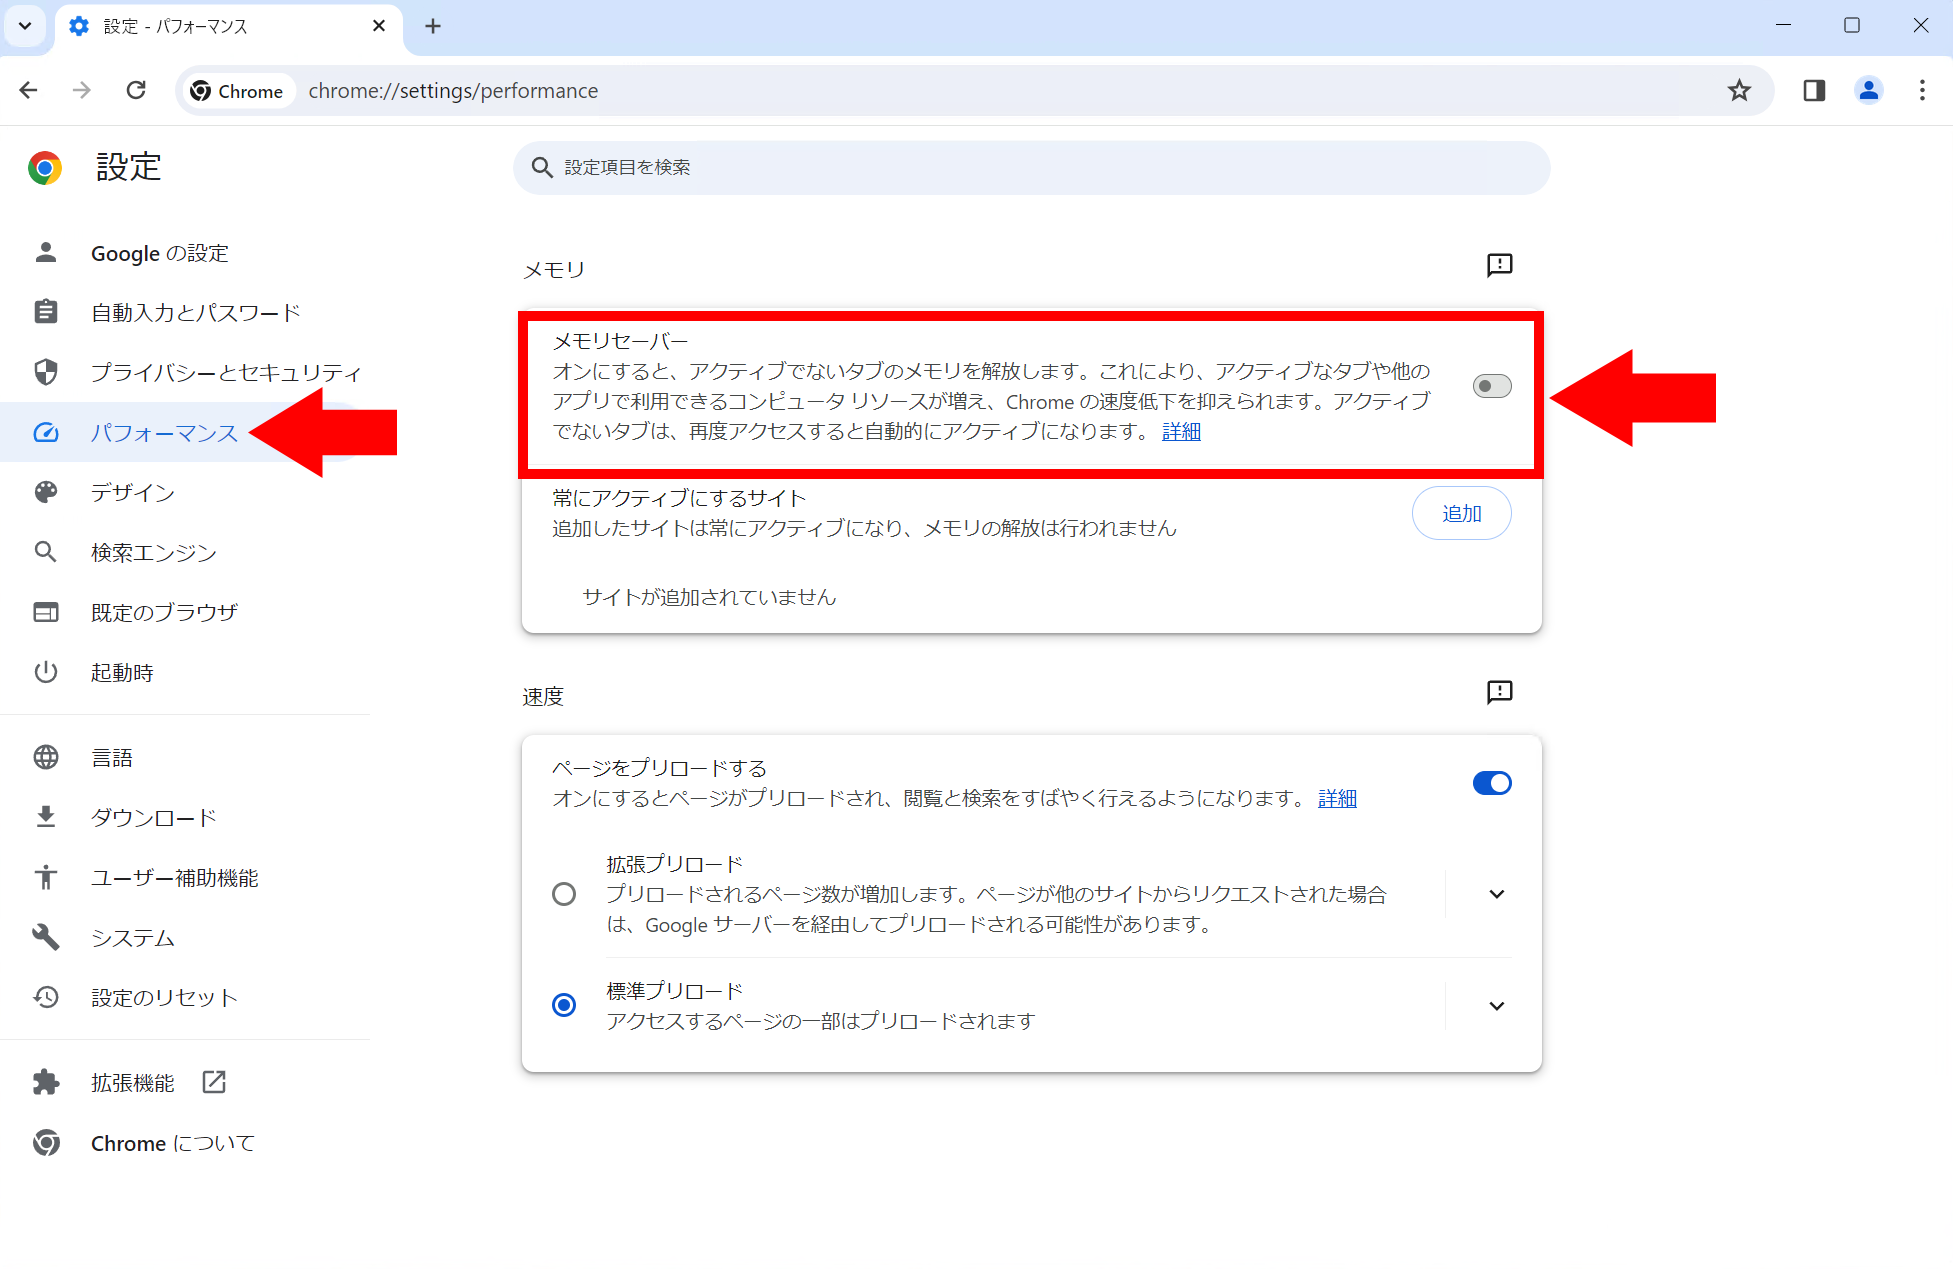 設定 - パフォーマンス
Chrome
chrome://settings/performance
設定
設定項目を検索
Google の設定
自動入力とパスワード
プライバシーとセキュリティ
パフォーマンス
デザイン
検索エンジン
既定のブラウザ
起動時
言語
ダウンロード
ユーザー補助機能
システム
設定のリセット
拡張機能
Chrome について
メモリ
メモリセーバー
オンにすると、アクティブでないタブのメモリを解放します。これにより、アクティブなタブや他の
アプリで利用できるコンピュータ リソースが増え、Chrome の速度低下を抑えられます。アクティブ
でないタブは、再度アクセスすると自動的にアクティブになります。 詳細
常にアクティブにするサイト
追加したサイトは常にアクティブになり、メモリの解放は行われません
追加
サイトが追加されていません
速度
ページをプリロードする
オンにするとページがプリロードされ、閲覧と検索をすばやく行えるようになります。 詳細
拡張プリロード
プリロードされるページ数が増加します。ページが他のサイトからリクエストされた場合
は、Google サーバーを経由してプリロードされる可能性があります。
標準プリロード
アクセスするページの一部はプリロードされます